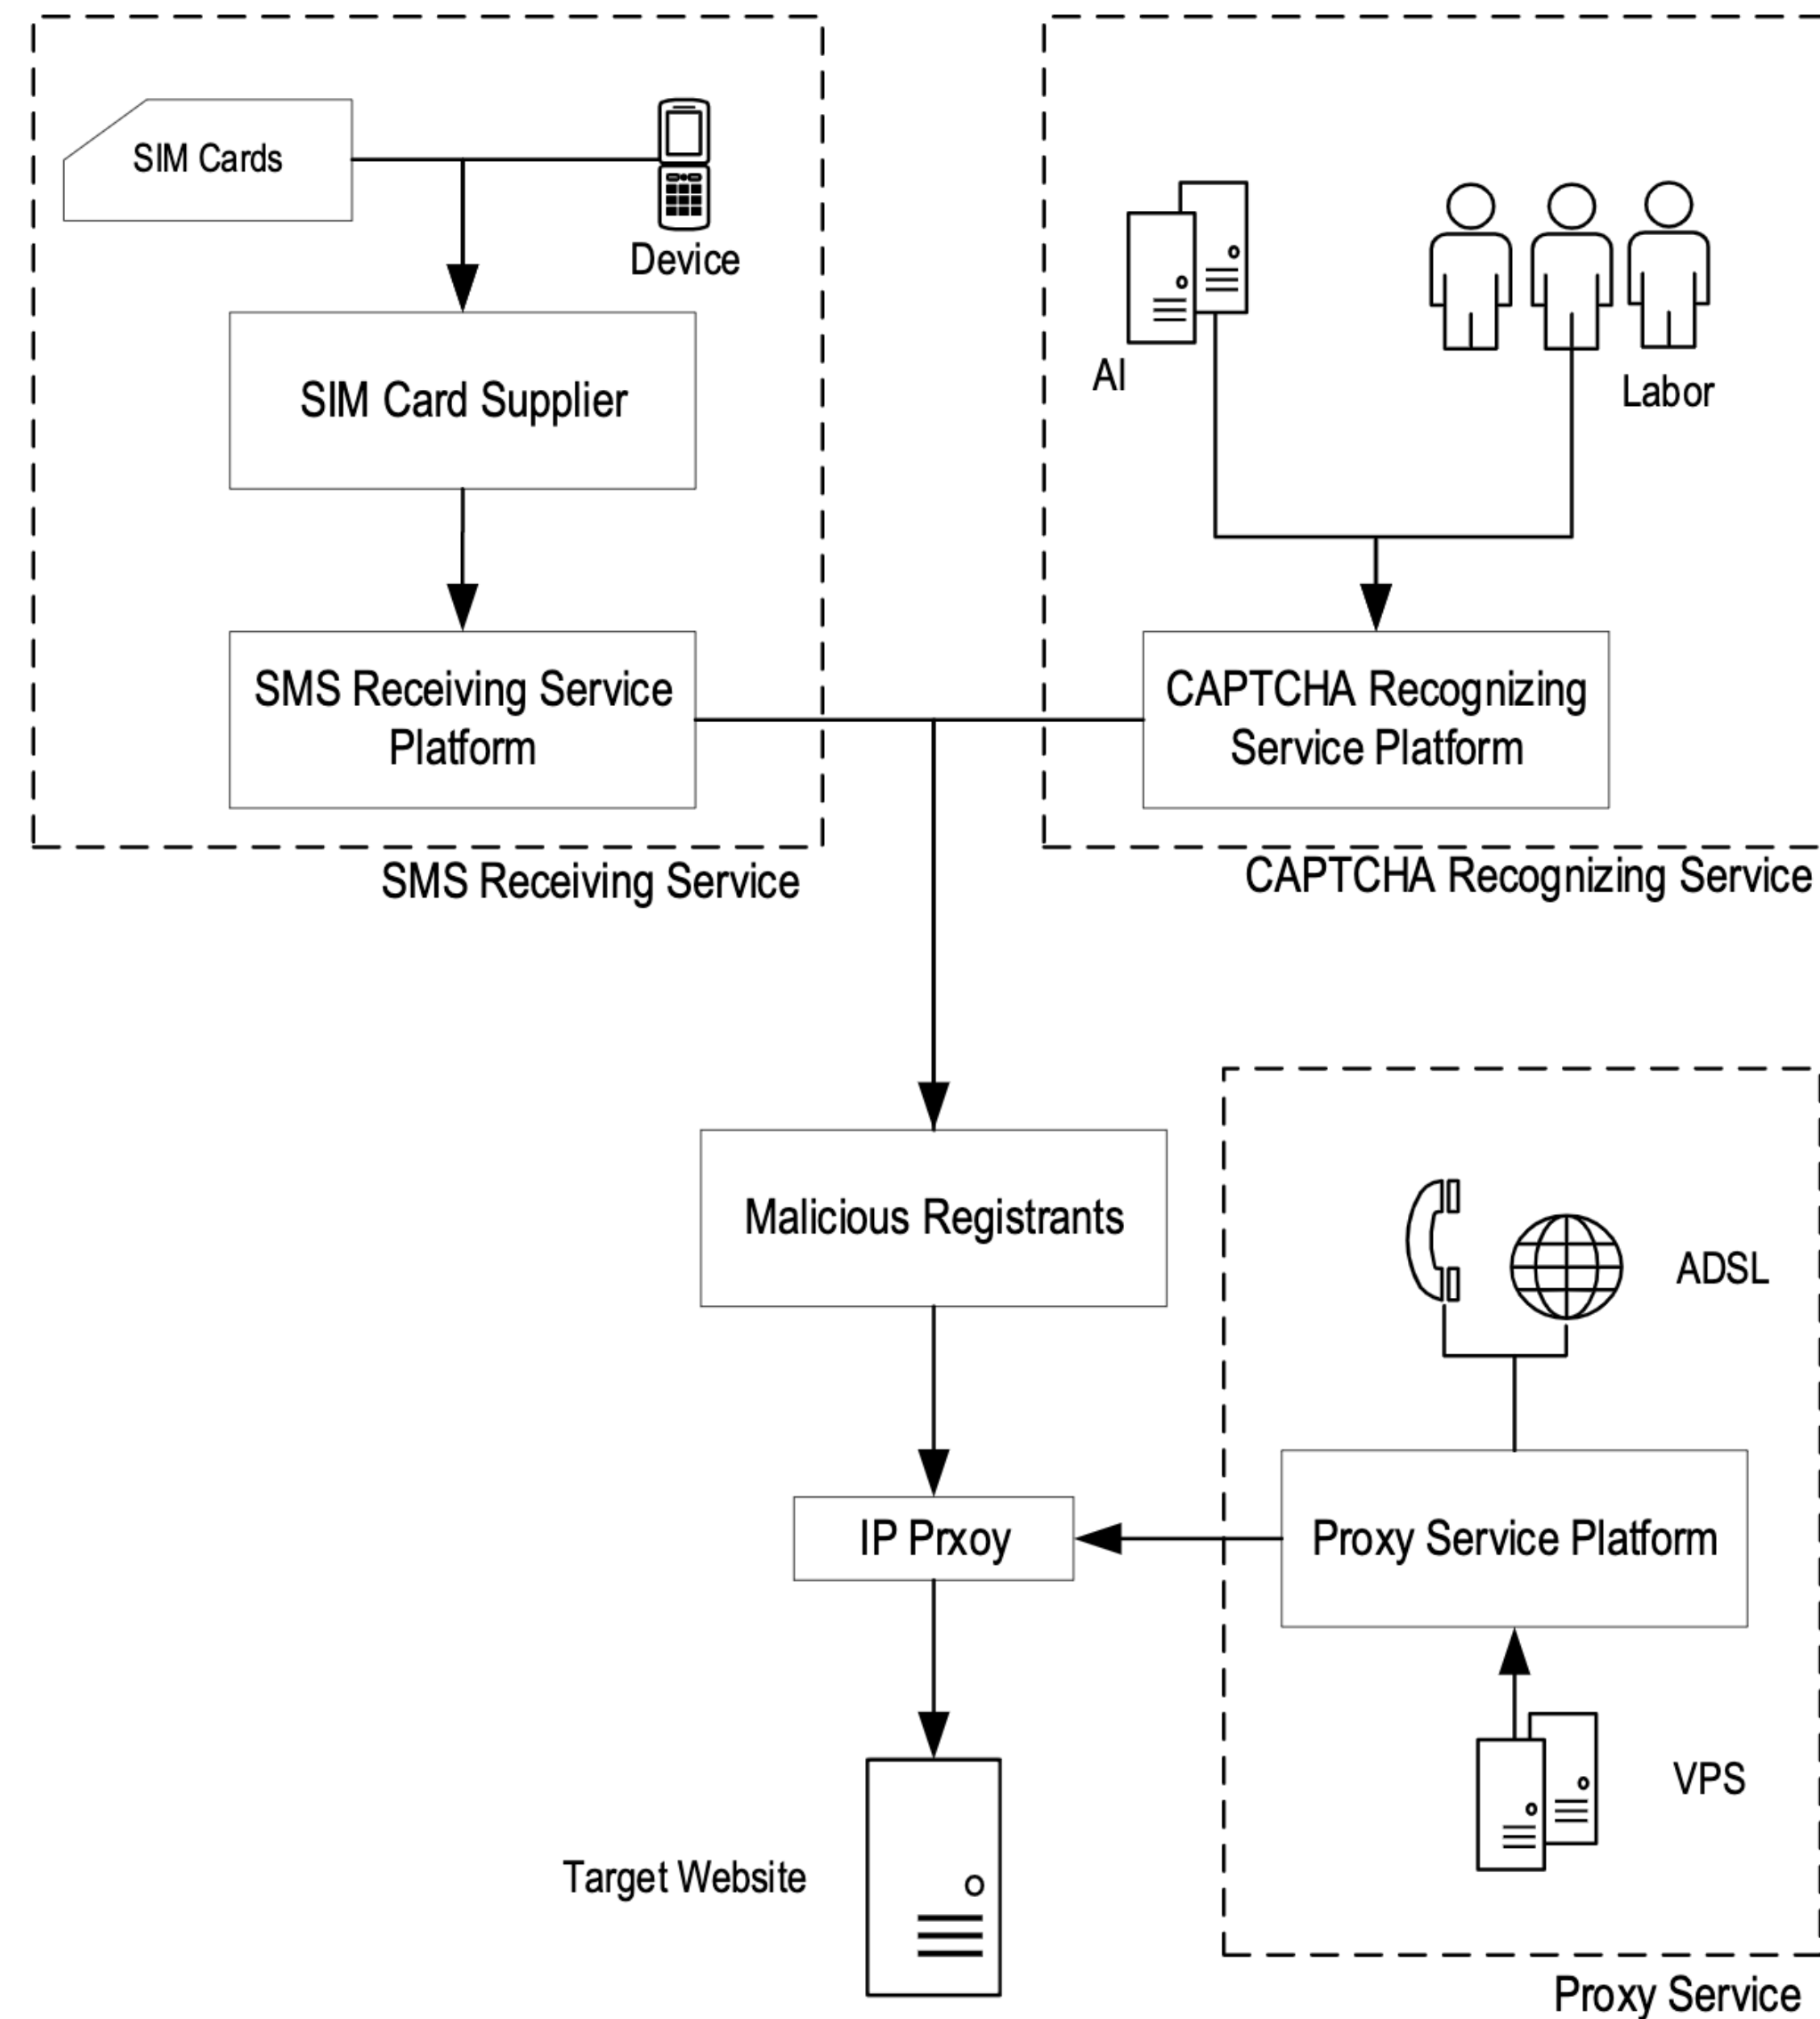 SIM Cards
Device
SIM Card Supplier
SMS Receiving Service
Platform
SMS Receiving Service
AI
Labor
CAPTCHA Recognizing
Service Platform
CAPTCHA Recognizing Service
Malicious Registrants
ADSL
IP Prxoy
Proxy Service Platform
VPS
Target Website
Proxy Service